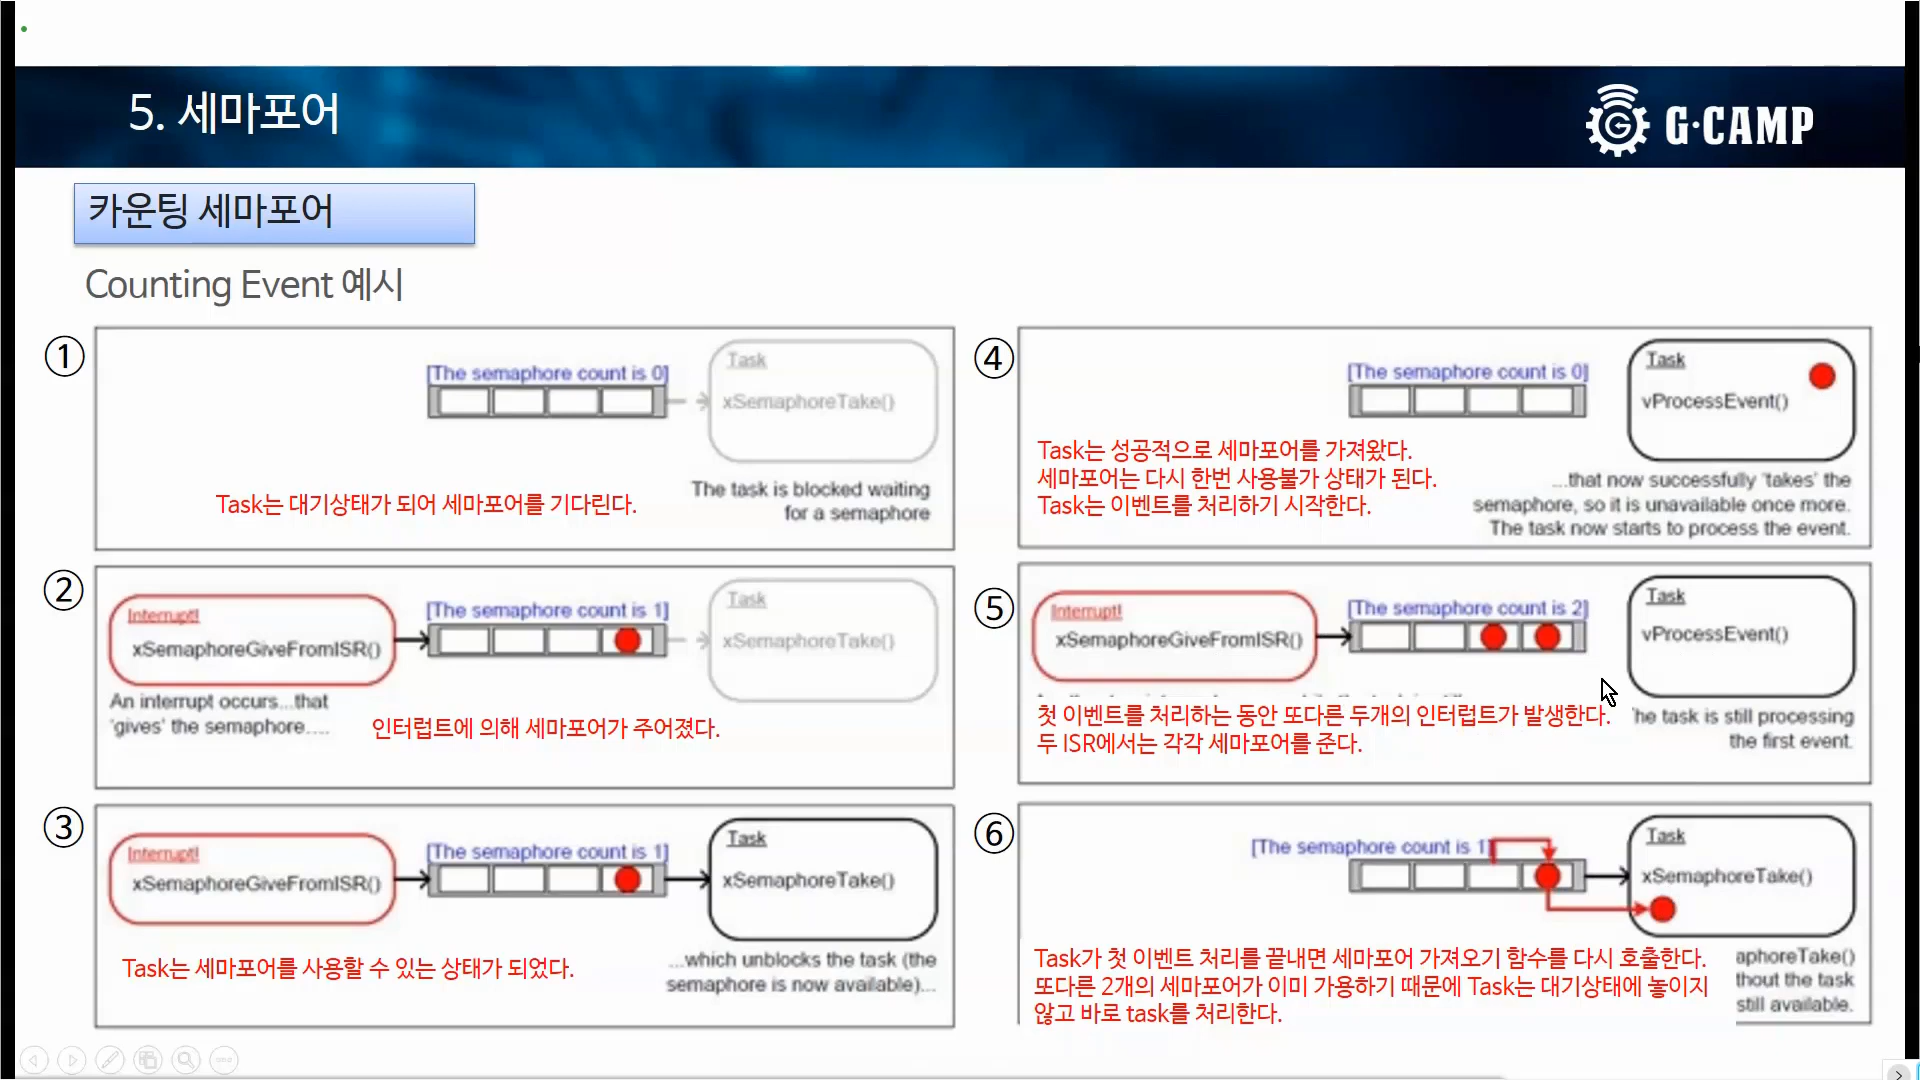 5. 세마포어
G·CAMP
카운팅 세마포어
Counting Event 예시
①
[The semaphore count is 0]
Task
xSemaphoreTake()
Task는 대기상태가 되어 세마포어를 기다린다.
The task is blocked waiting
for a semaphore
②
Interrupt!
xSemaphoreGiveFromISR()
[The semaphore count is 1]
Task
xSemaphoreTake()
An interrupt occurs...that
'gives' the semaphore....
인터럽트에 의해 세마포어가 주어졌다.
③
Interrupt!
xSemaphoreGiveFromISR()
[The semaphore count is 1]
Task
xSemaphoreTake()
Task는 세마포어를 사용할 수 있는 상태가 되었다.
...which unblocks the task (the
semaphore is now available)...
④
[The semaphore count is 0]
Task
vProcessEvent()
Task는 성공적으로 세마포어를 가져왔다.
세마포어는 다시 한번 사용불가 상태가 된다.
Task는 이벤트를 처리하기 시작한다.
...that now successfully 'takes' the
semaphore, so it is unavailable once more.
The task now starts to process the event.
⑤
Interrupt!
xSemaphoreGiveFromISR()
[The semaphore count is 2]
Task
vProcessEvent()
첫 이벤트를 처리하는 동안 또다른 두개의 인터럽트가 발생한다.
두 ISR에서는 각각 세마포어를 준다.
he task is still processing
the first event.
⑥
[The semaphore count is 1]
Task
xSemaphoreTake()
Task가 첫 이벤트 처리를 끝내면 세마포어 가져오기 함수를 다시 호출한다.
또다른 2개의 세마포어가 이미 가용하기 때문에 Task는 대기상태에 놓이지
않고 바로 task를 처리한다.
aphoreTake()
thout the task
still available.